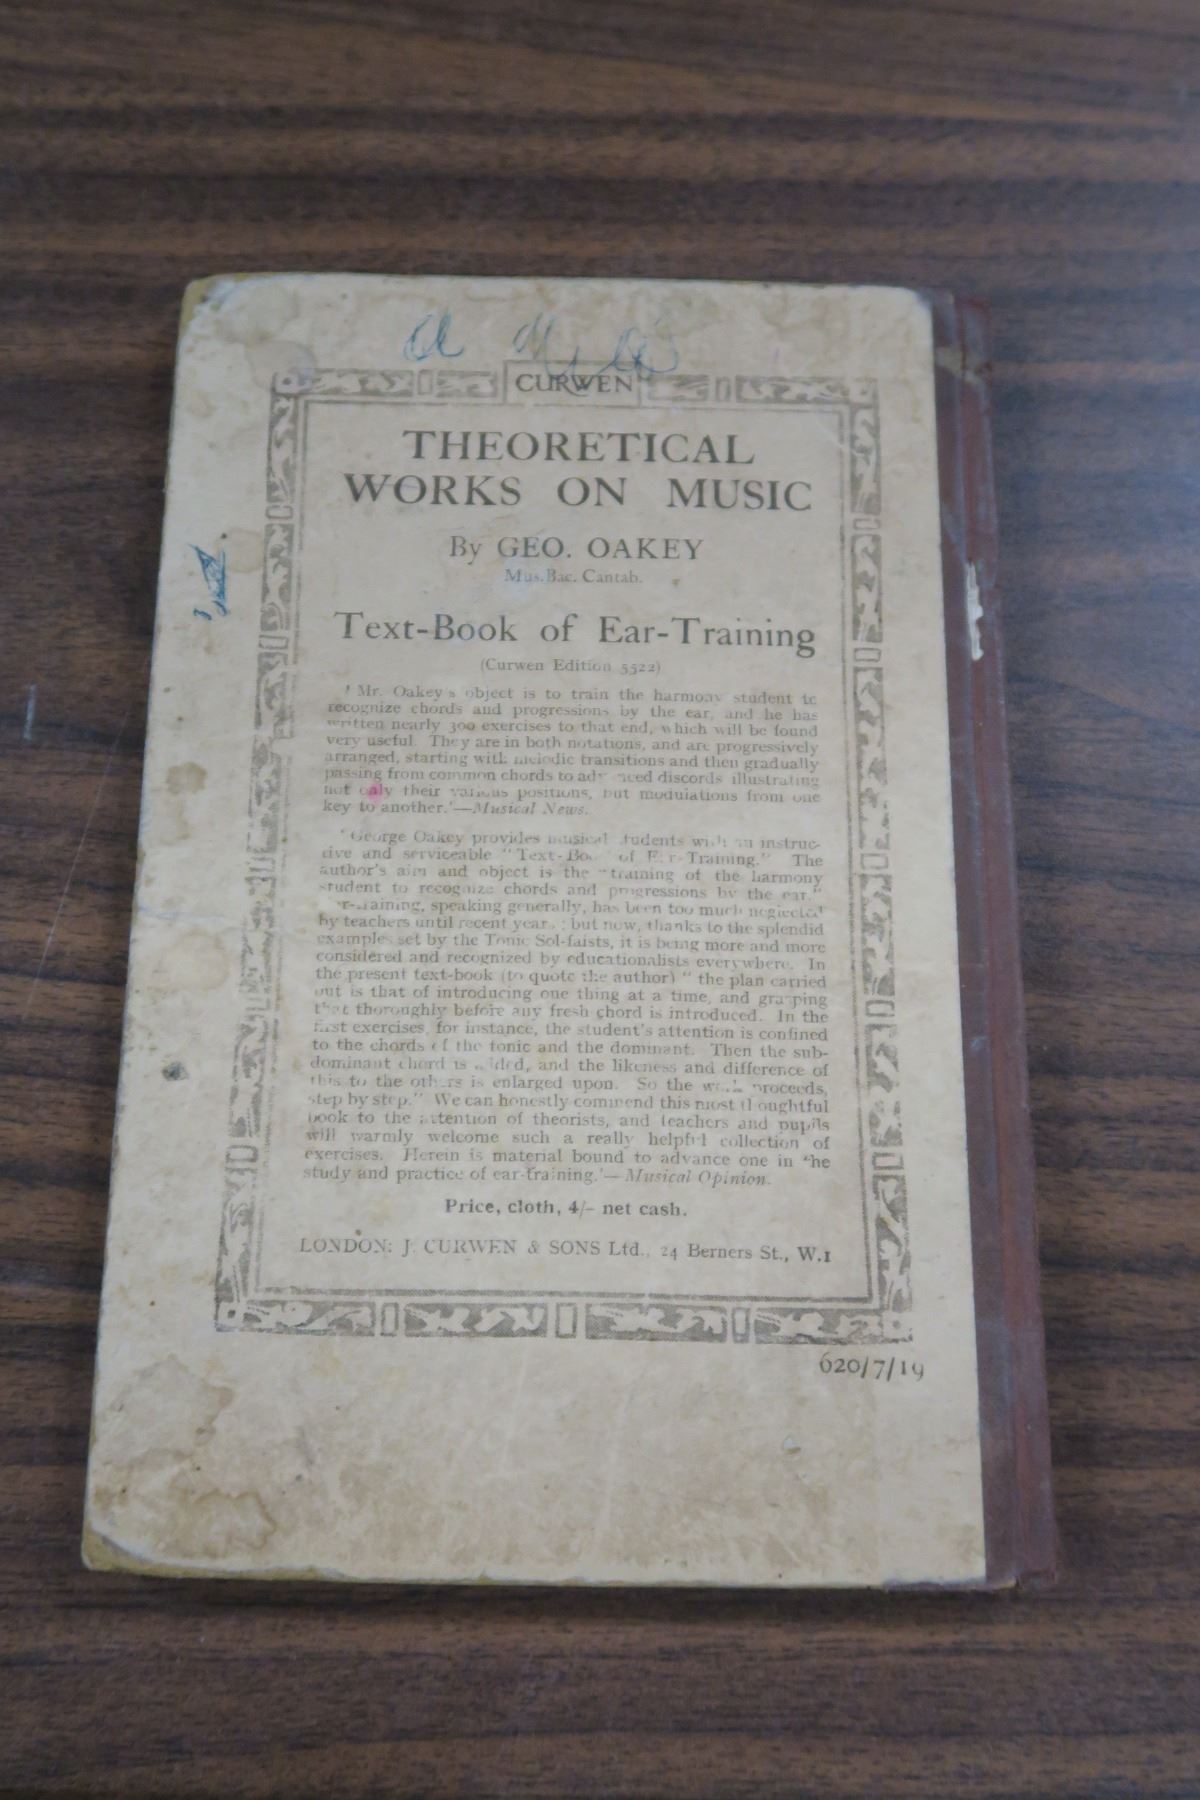 CURWEN
THEORETICAL
WORKS ON MUSIC
By GEO. OAKEY
Mus.Bac. Cantab.
Text-Book of Ear-Training
(Curwen Edition 5522)
' Mr. Oakey s object is to train the harmony student to
recognize chords and progressions by the ear, and he has
written nearly 300 exercises to that end, which will be found
very useful. They are in both notations, and are progressively
arranged, starting with melodic transitions and then gradually
passing from common chords to advanced discords illustrating
not only their various positions, but modulations from one
key to another.'—Musical News.
'George Oakey provides musical students with an instruc-
tive and serviceable "Text-Book of Ear-Training." The
author's aim and object is the "training of the harmony
student to recognize chords and progressions by the ear."
Ear-training, speaking generally, has been too much neglected
by teachers until recent years; but now, thanks to the splendid
examples set by the Tonic Sol-faists, it is being more and more
considered and recognized by educationalists everywhere. In
the present text-book (to quote the author) " the plan carried
out is that of introducing one thing at a time, and grasping
that thoroughly before any fresh chord is introduced. In the
first exercises, for instance, the student's attention is confined
to the chords of the tonic and the dominant. Then the sub-
dominant chord is added, and the likeness and difference of
this to the others is enlarged upon. So the work proceeds,
step by step." We can honestly commend this most thoughtful
book to the attention of theorists, and teachers and pupils
will warmly welcome such a really helpful collection of
exercises. Herein is material bound to advance one in the
study and practice of ear-training.'—Musical Opinion.
Price, cloth, 4/- net cash.
LONDON: J. CURWEN & SONS Ltd., 24 Berners St., W.1
620/7/19